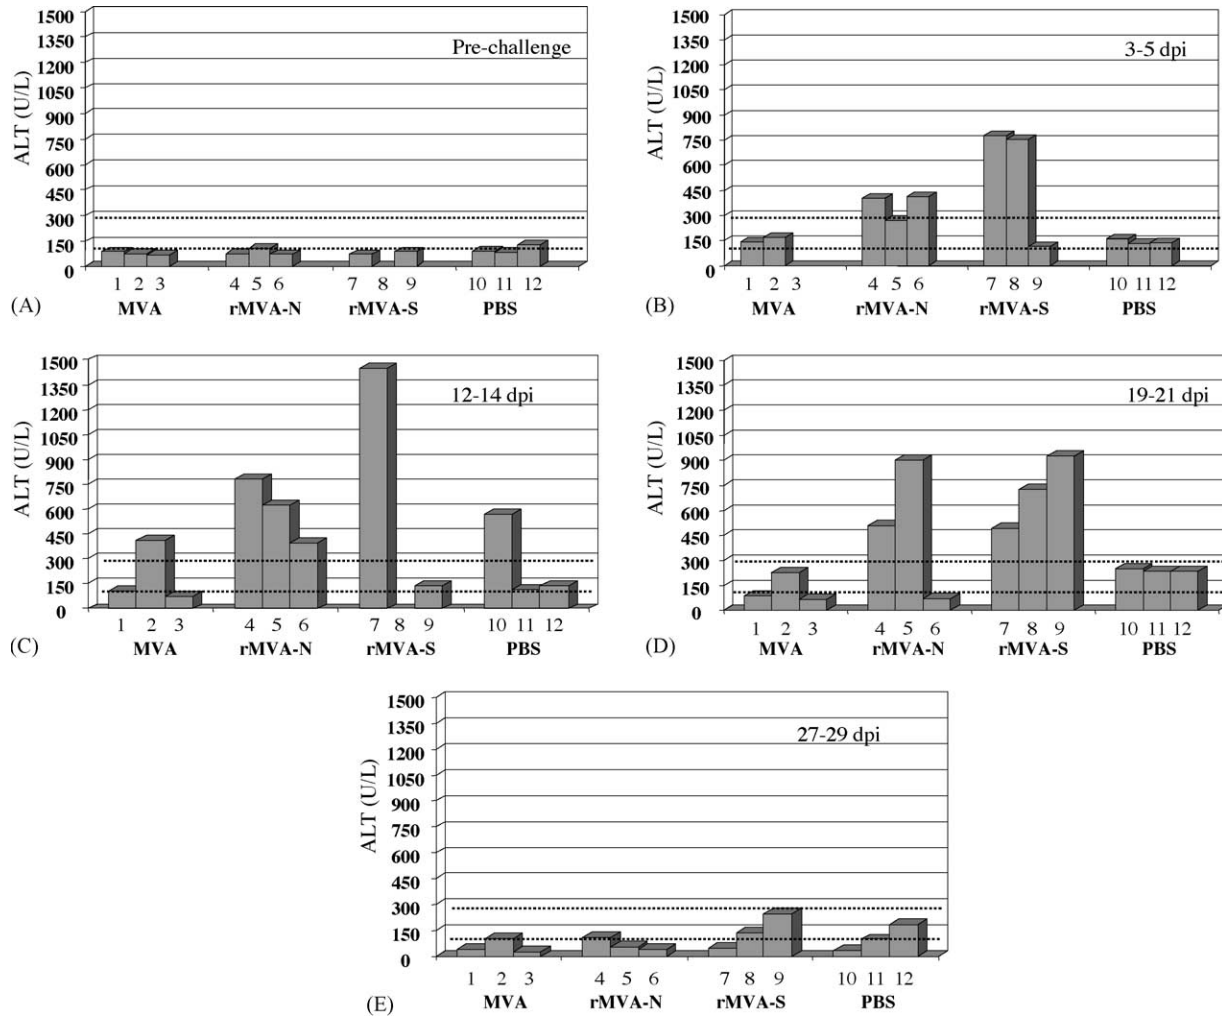 1500
1350
1200
1050
900
750
600
450
300
150
0
ALT (U/L)
Pre-challenge
1 2 3 4 5 6 7 8 9 10 11 12
MVA rMVA-N rMVA-S PBS
(A)
1500
1350
1200
1050
900
750
600
450
300
150
0
ALT (U/L)
3-5 dpi
1 2 3 4 5 6 7 8 9 10 11 12
MVA rMVA-N rMVA-S PBS
(B)
1500
1350
1200
1050
900
750
600
450
300
150
0
ALT (U/L)
12-14 dpi
1 2 3 4 5 6 7 8 9 10 11 12
MVA rMVA-N rMVA-S PBS
(C)
1500
1350
1200
1050
900
750
600
450
300
150
0
ALT (U/L)
19-21 dpi
1 2 3 4 5 6 7 8 9 10 11 12
MVA rMVA-N rMVA-S PBS
(D)
1500
1350
1200
1050
900
750
600
450
300
150
0
ALT (U/L)
27-29 dpi
1 2 3 4 5 6 7 8 9 10 11 12
MVA rMVA-N rMVA-S PBS
(E)